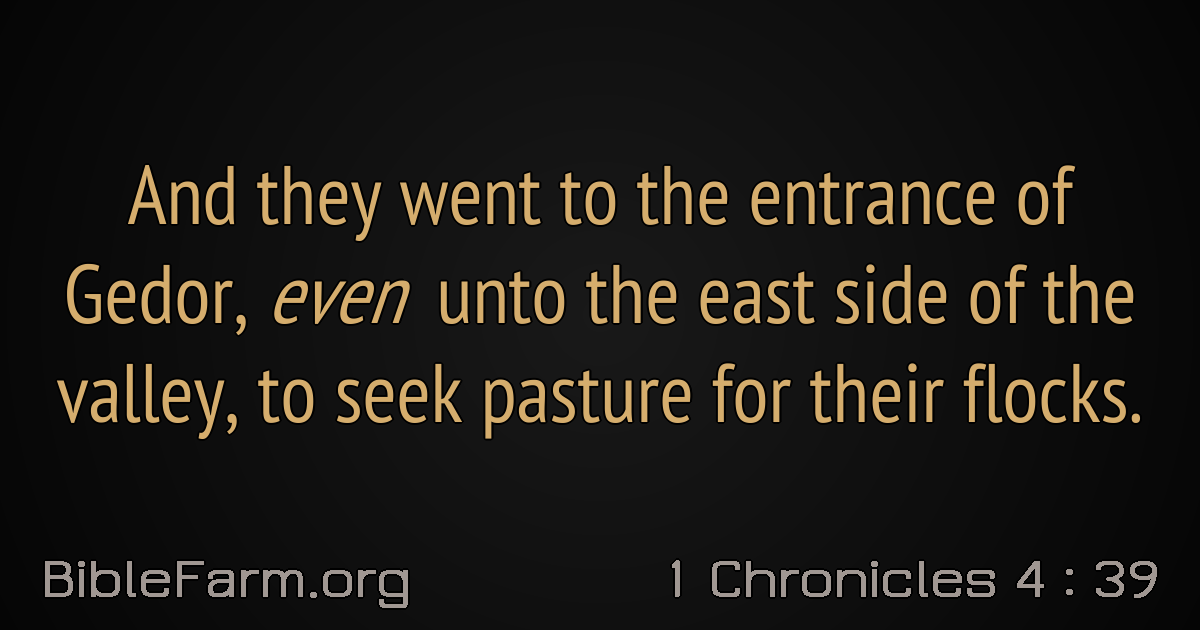 And they went to the entrance of
Gedor, even unto the east side of the
valley, to seek pasture for their flocks.
BibleFarm.org 1 Chronicles 4 : 39